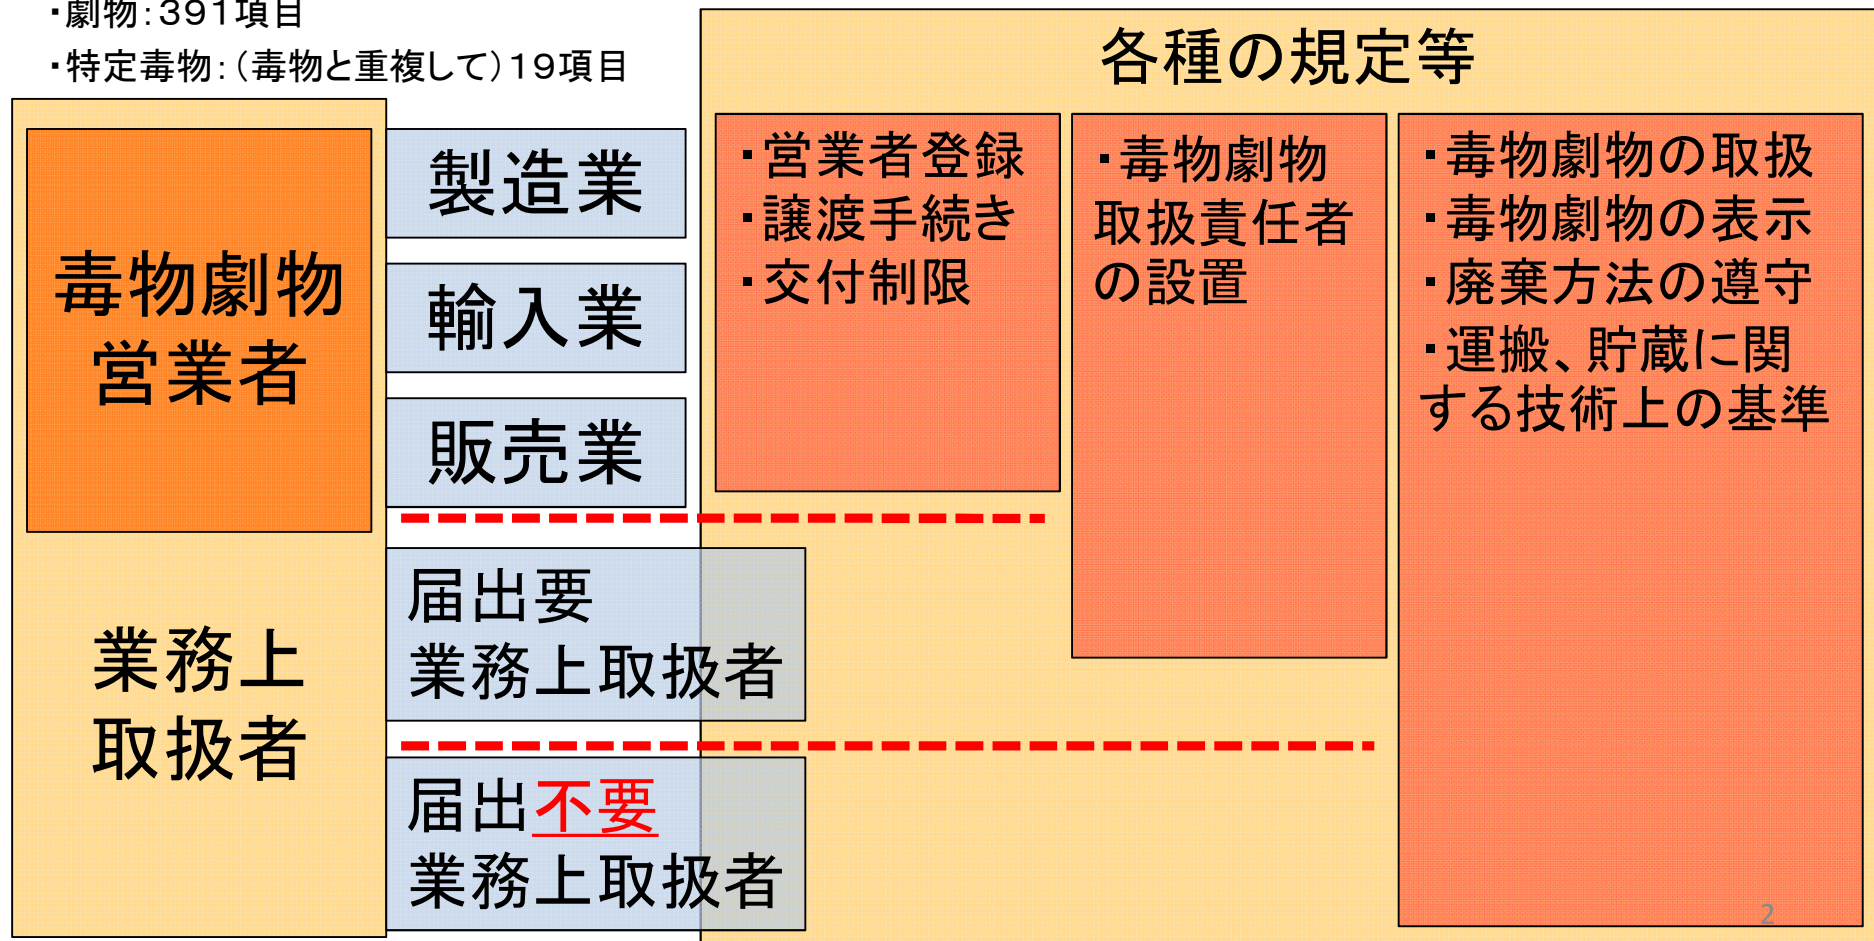 ・劇物：３９１項目
・特定毒物：（毒物と重複して）１９項目
各種の規定等
毒物劇物
営業者
製造業
輸入業
販売業
・営業者登録
・譲渡手続き
・交付制限
・毒物劇物
取扱責任者
の設置
・毒物劇物の取扱
・毒物劇物の表示
・廃棄方法の遵守
・運搬、貯蔵に関
する技術上の基準
業務上
取扱者
届出要
業務上取扱者
届出不要
業務上取扱者
2